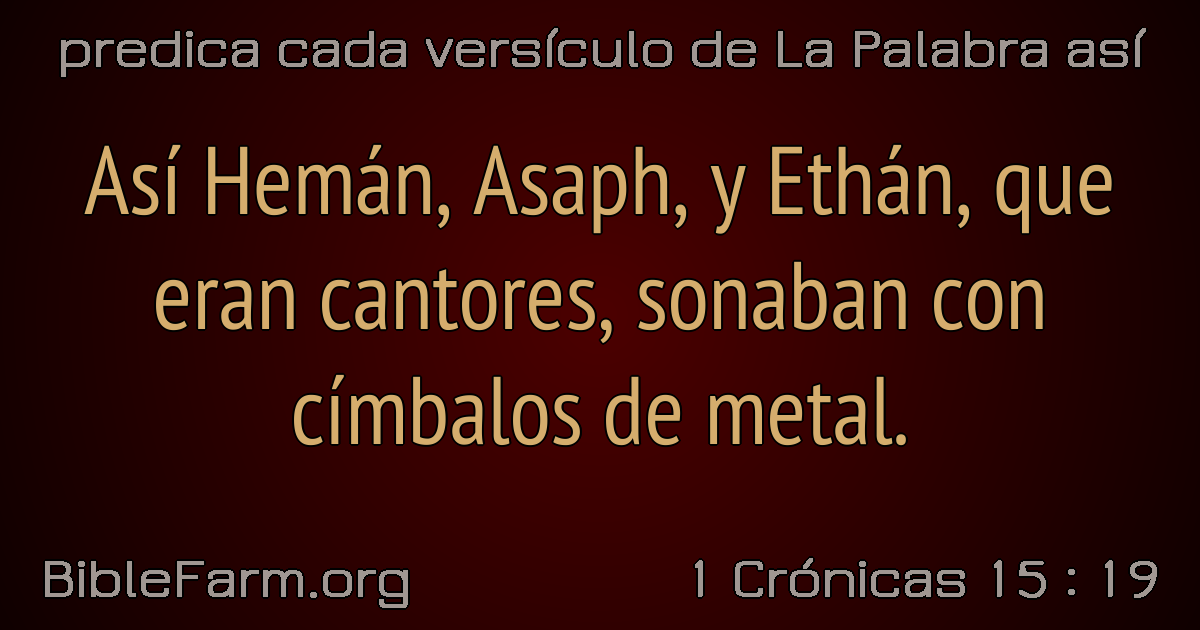 predica cada versículo de La Palabra así
Así Hemán, Asaph, y Ethán, que
eran cantores, sonaban con
címbalos de metal.
BibleFarm.org
1 Crónicas 15 : 19